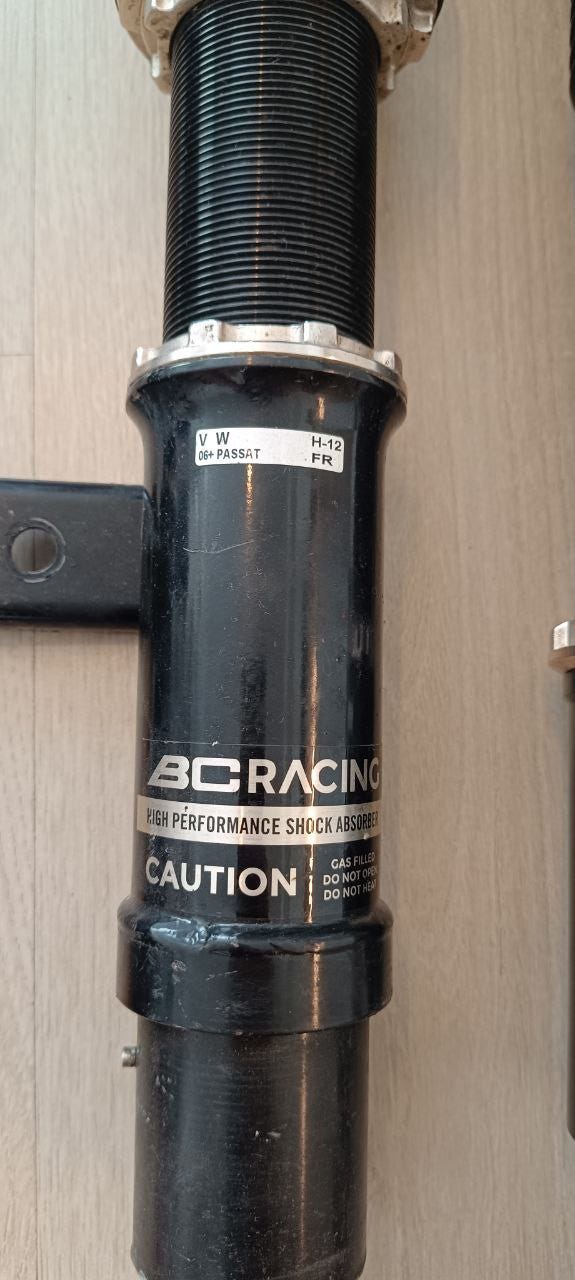 V W H-12
06+ PASSAT FR
BC RACING
HIGH PERFORMANCE SHOCK ABSORBER
CAUTION
GAS FILLED
DO NOT OPEN
DO NOT HEAT